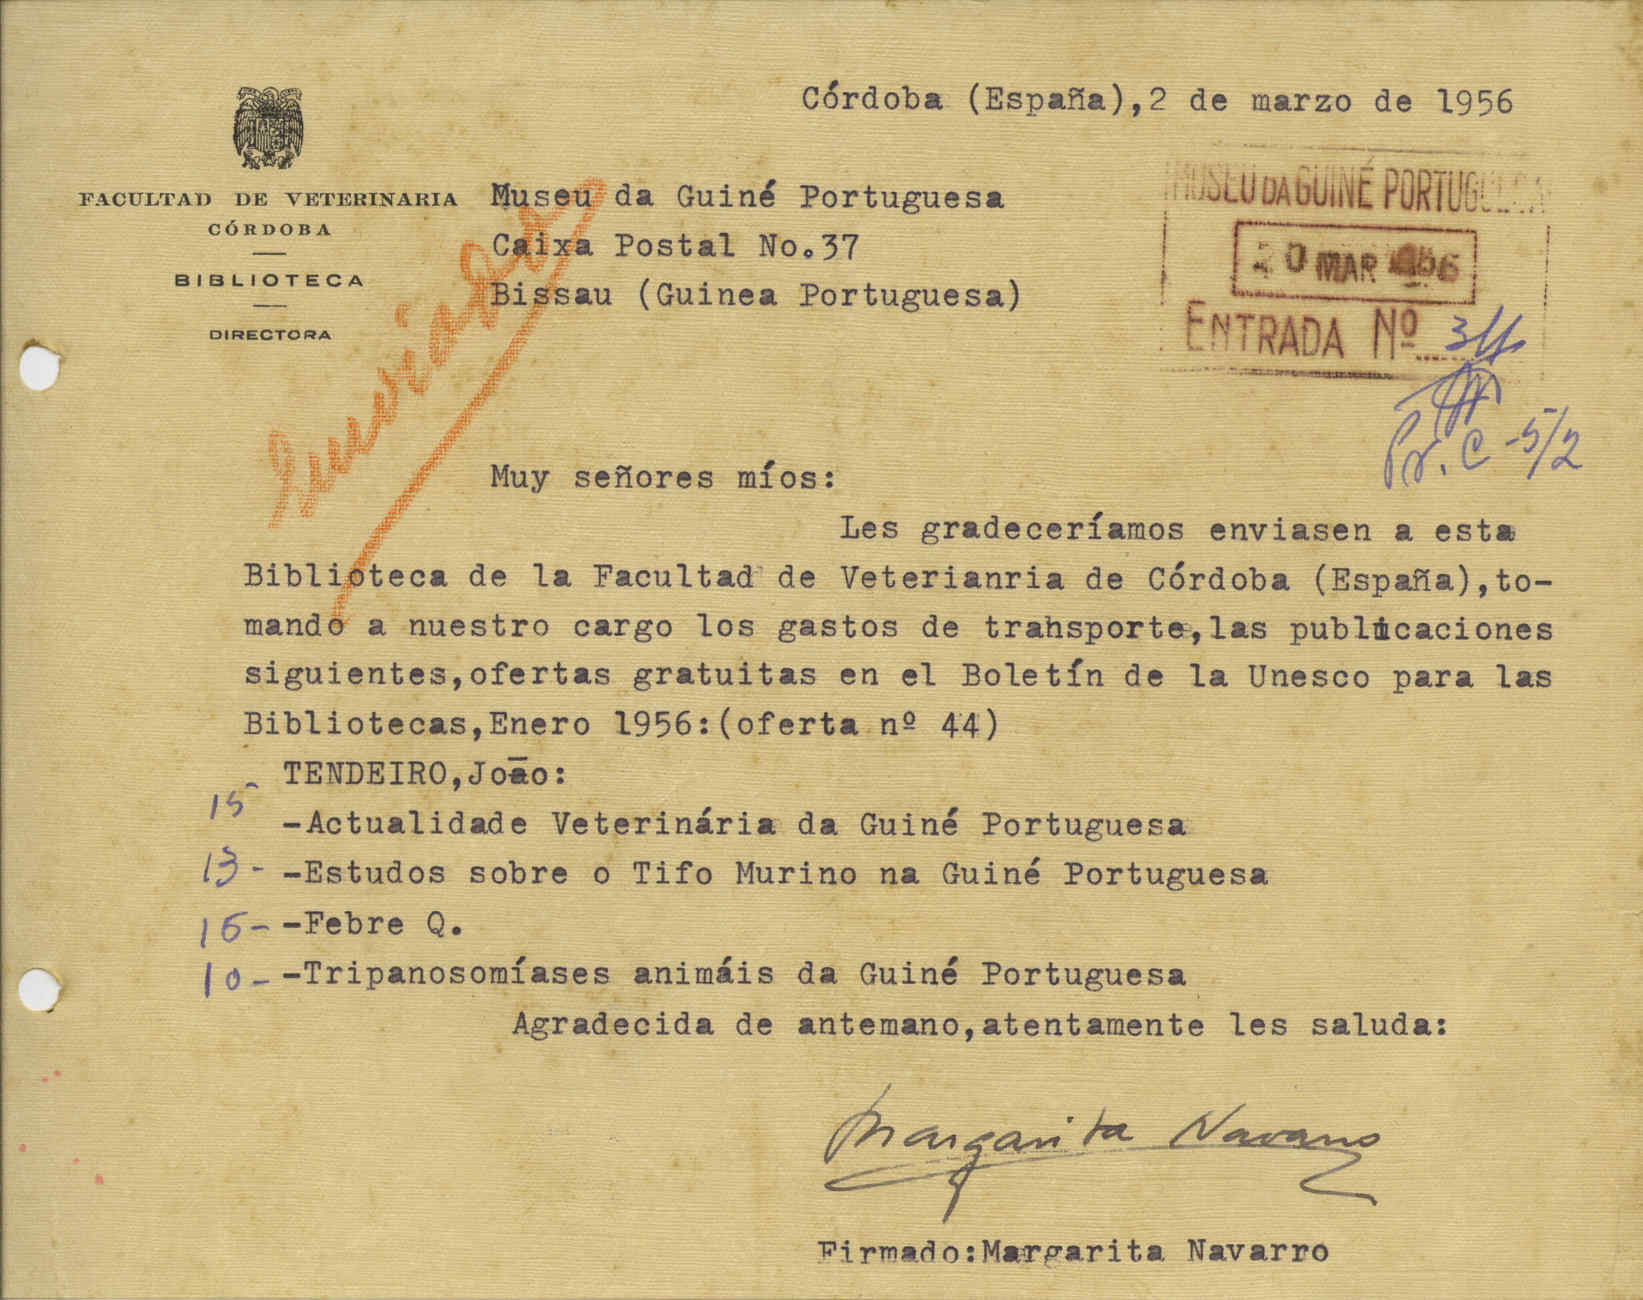 Córdoba (España),2 de marzo de 1956
FACULTAD DE VETERINARIA
CÓRDOBA
BIBLIOTECA
DIRECTORA
Museu da Guiné Portuguesa
Caixa Postal No.37
Bissau (Guinea Portuguesa)
MUSEU DA GUINÉ PORTUGUESA
20 MAR 1956
ENTRADA Nº
Pr. C-5/2
Muy señores míos:
Les gradeceríamos enviasen a esta
Biblioteca de la Facultad de Veterianria de Córdoba (España),to-
mando a nuestro cargo los gastos de trahsporte,las publicaciones
siguientes,ofertas gratuitas en el Boletín de la Unesco para las
Bibliotecas,Enero 1956:(oferta nº 44)
TENDEIRO,João:
15 -Actualidade Veterinária da Guiné Portuguesa
13- -Estudos sobre o Tifo Murino na Guiné Portuguesa
16- -Febre Q.
10- -Tripanosomíases animáis da Guiné Portuguesa
Agradecida de antemano,atentamente les saluda:
Margarita Navarro
Firmado:Margarita Navarro